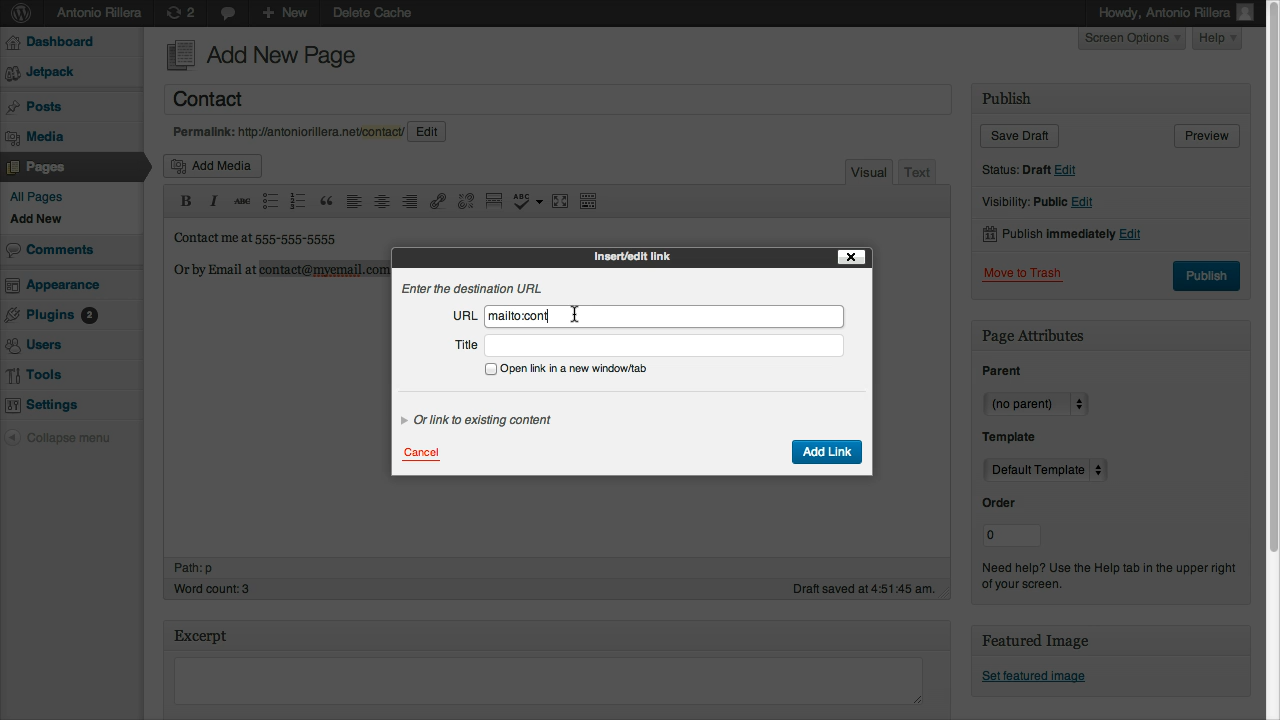 Antonio Rillera 2 New Delete Cache Howdy, Antonio Rillera
Dashboard
Jetpack
Posts
Media
Pages
All Pages
Add New
Comments
Appearance
Plugins 2
Users
Tools
Settings
Collapse menu
Screen Options Help
Add New Page
Contact
Permalink: http://antoniorillera.net/contact/ Edit
Add Media
Visual Text
B I ABC ABC
Contact me at 555-555-5555
Or by Email at contact@myemail.com
Insert/edit link
Enter the destination URL
URL mailto:cont
Title
Open link in a new window/tab
Or link to existing content
Cancel Add Link
Path: p
Word count: 3 Draft saved at 4:51:45 am.
Excerpt
Publish
Save Draft Preview
Status: Draft Edit
Visibility: Public Edit
Publish immediately Edit
Move to Trash Publish
Page Attributes
Parent
(no parent)
Template
Default Template
Order
0
Need help? Use the Help tab in the upper right
of your screen.
Featured Image
Set featured image